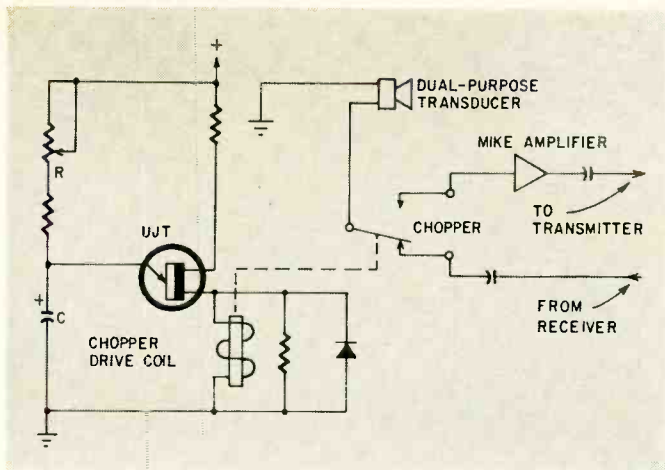 +
DUAL-PURPOSE
TRANSDUCER
MIKE AMPLIFIER
R
TO
TRANSMITTER
UJT
CHOPPER
+
C
FROM
RECEIVER
CHOPPER
DRIVE COIL